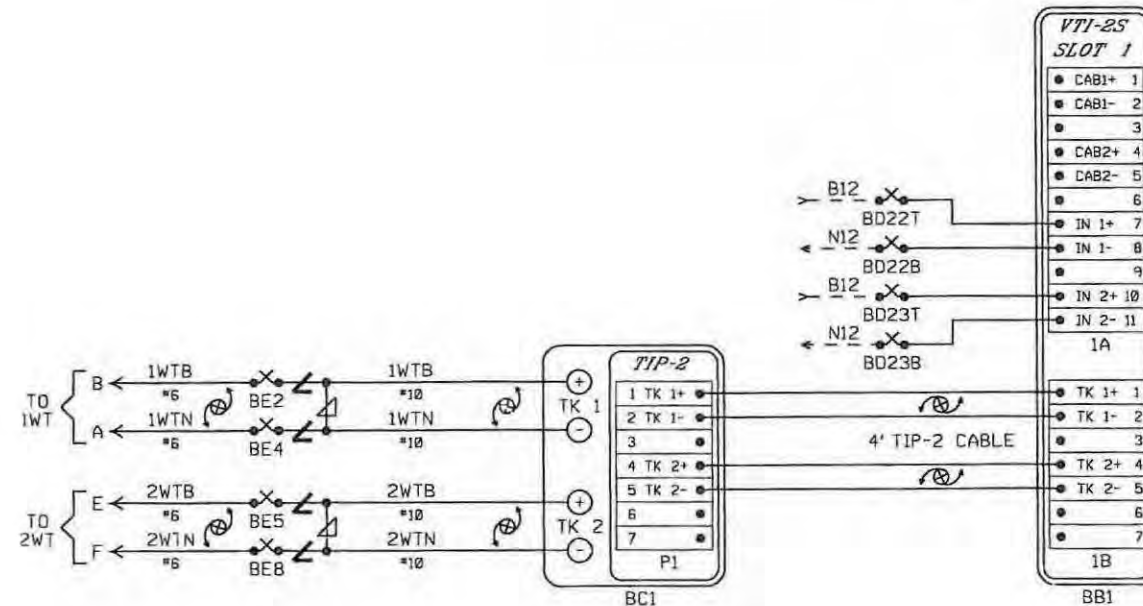 VTI-2S
SLOT 1
CAB1+ 1
CAB1- 2
3
CAB2+ 4
CAB2- 5
6
IN 1+ 7
IN 1- 8
9
IN 2+ 10
IN 2- 11
1A
B12
BD22T
N12
BD22B
B12
BD23T
N12
BD23B
TO
1WT
B
1WTB
#6
BE2
1WTB
#10
A
1WTN
#6
BE4
1WTN
#10
TO
2WT
E
2WTB
#6
BE5
2WTB
#10
F
2WTN
#6
BE8
2WTN
#10
+
TK 1
-
+
TK 2
-
TIP-2
1 TK 1+
2 TK 1-
3
4 TK 2+
5 TK 2-
6
7
P1
BC1
4' TIP-2 CABLE
TK 1+ 1
TK 1- 2
3
TK 2+ 4
TK 2- 5
6
7
1B
BB1